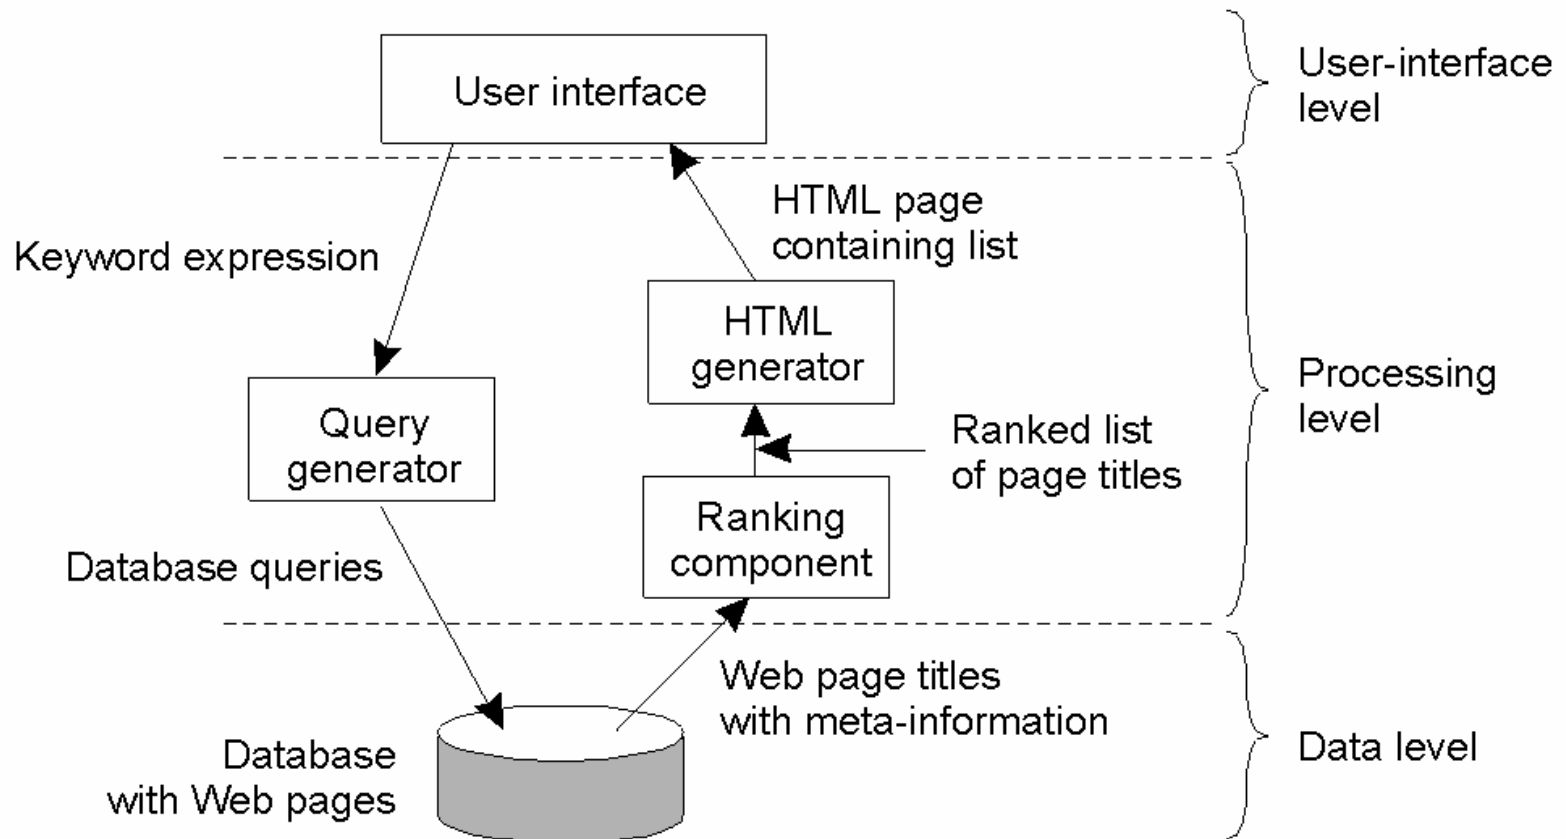 User interface
User-interface
level
HTML page
containing list
Keyword expression
HTML
generator
Processing
level
Query
generator
Ranked list
of page titles
Ranking
component
Database queries
Web page titles
with meta-information
Database
with Web pages
Data level